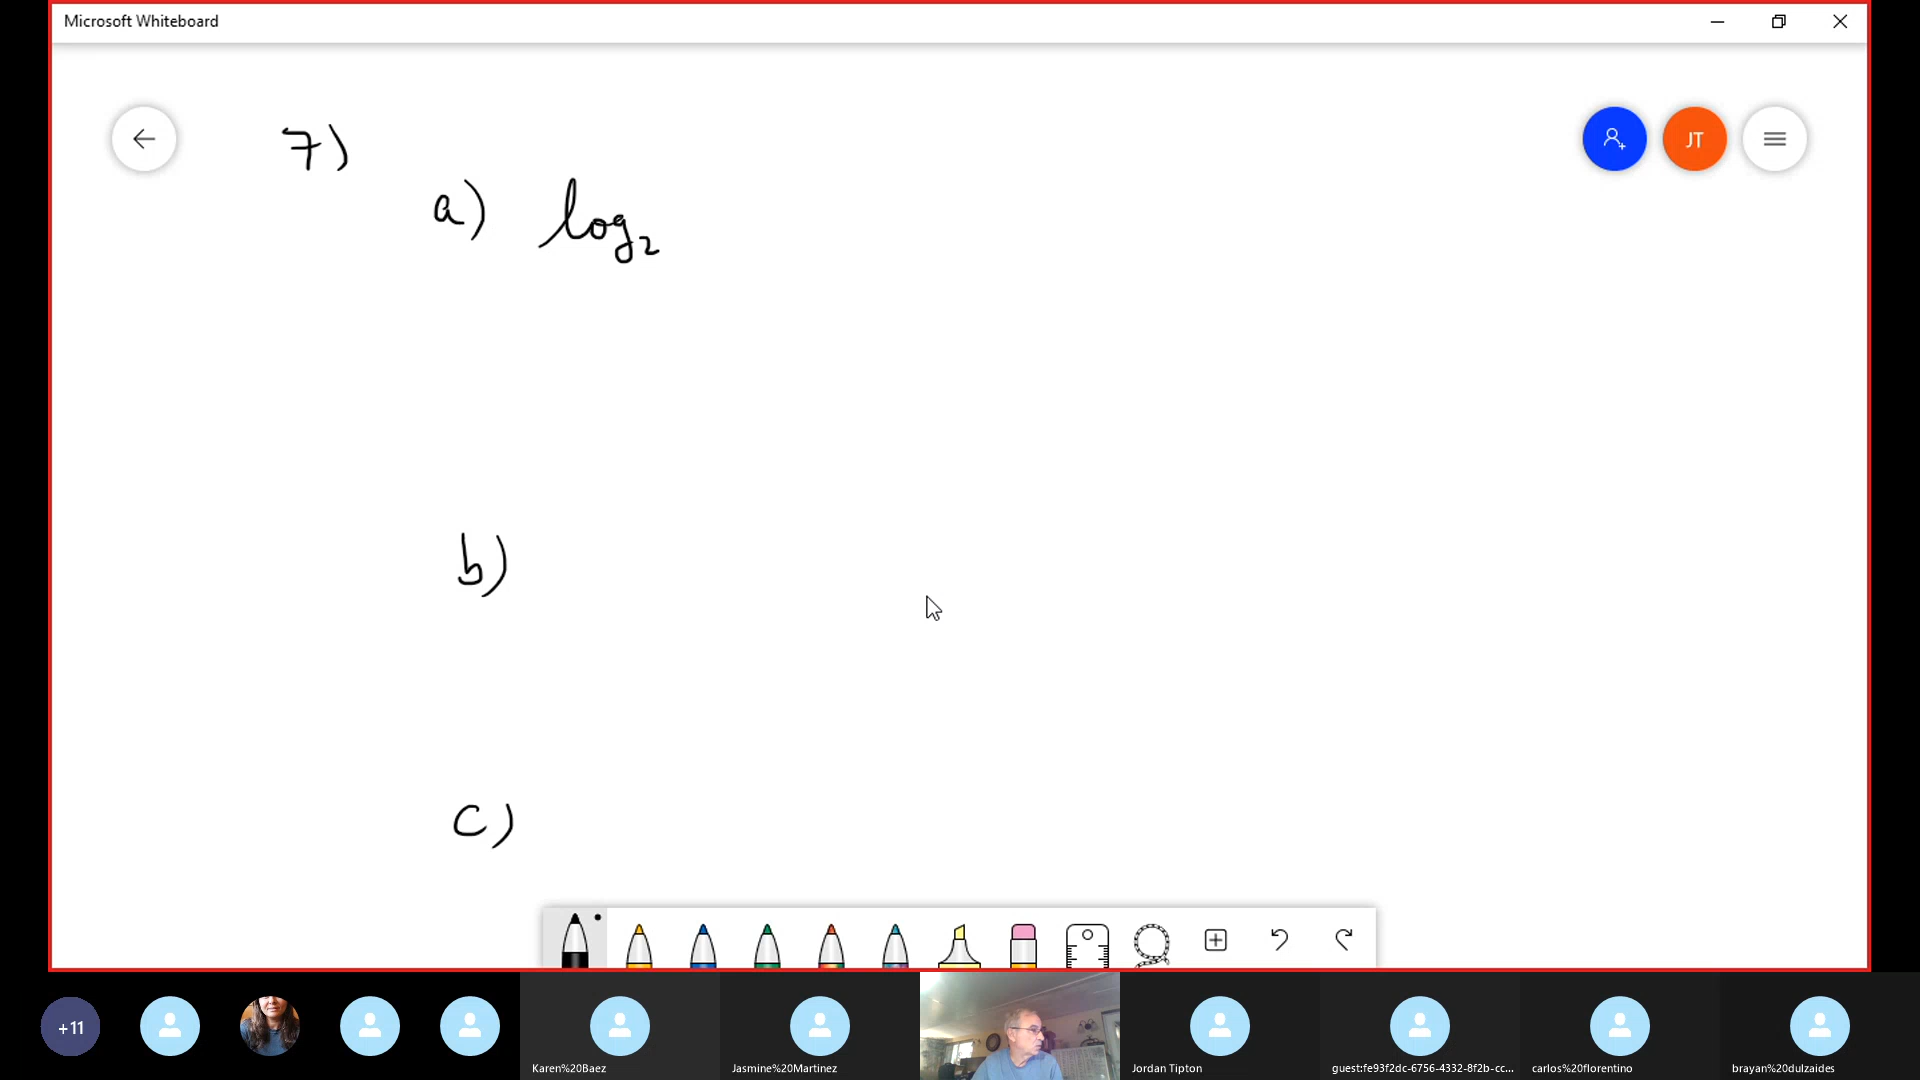 Microsoft Whiteboard
7)
JT
a) log₂
b)
c)
+11
Karen%20Baez
Jasmine%20Martinez
Jordan Tipton
guest:fe93f2dc-6756-4332-8f2b-cc...
carlos%20florentino
brayan%20dulzaides